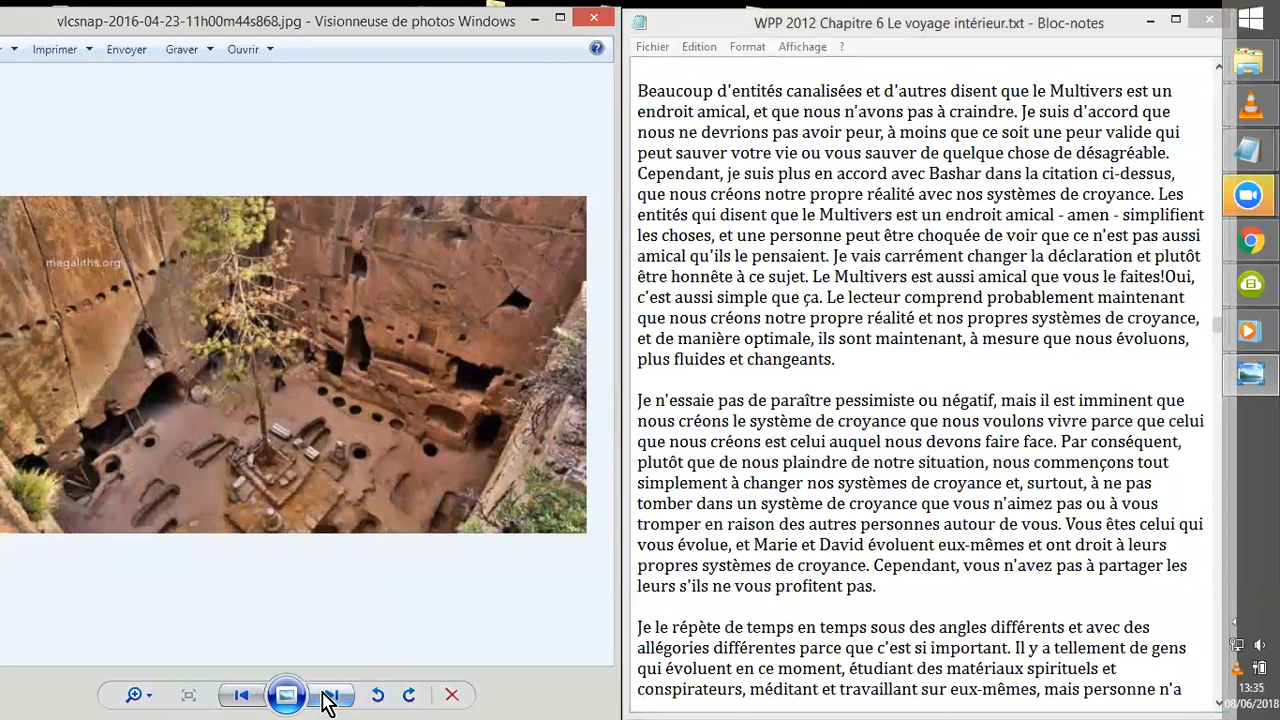 vlcsnap-2016-04-23-11h00m44s868.jpg - Visionneuse de photos Windows
Imprimer
Envoyer
Graver
Ouvrir
?
megaliths.org
WPP 2012 Chapitre 6 Le voyage intérieur.txt - Bloc-notes
Fichier Edition Format Affichage ?
Beaucoup d'entités canalisées et d'autres disent que le Multivers est un
endroit amical, et que nous n'avons pas à craindre. Je suis d'accord que
nous ne devrions pas avoir peur, à moins que ce soit une peur valide qui
peut sauver votre vie ou vous sauver de quelque chose de désagréable.
Cependant, je suis plus en accord avec Bashar dans la citation ci-dessus,
que nous créons notre propre réalité avec nos systèmes de croyance. Les
entités qui disent que le Multivers est un endroit amical - amen - simplifient
les choses, et une personne peut être choquée de voir que ce n'est pas aussi
amical qu'ils le pensaient. Je vais carrément changer la déclaration et plutôt
être honnête à ce sujet. Le Multivers est aussi amical que vous le faites!Oui,
c'est aussi simple que ça. Le lecteur comprend probablement maintenant
que nous créons notre propre réalité et nos propres systèmes de croyance,
et de manière optimale, ils sont maintenant, à mesure que nous évoluons,
plus fluides et changeants.
Je n'essaie pas de paraître pessimiste ou négatif, mais il est imminent que
nous créons le système de croyance que nous voulons vivre parce que celui
que nous créons est celui auquel nous devons faire face. Par conséquent,
plutôt que de nous plaindre de notre situation, nous commençons tout
simplement à changer nos systèmes de croyance et, surtout, à ne pas
tomber dans un système de croyance que vous n'aimez pas ou à vous
tromper en raison des autres personnes autour de vous. Vous êtes celui qui
vous évolue, et Marie et David évoluent eux-mêmes et ont droit à leurs
propres systèmes de croyance. Cependant, vous n'avez pas à partager les
leurs s'ils ne vous profitent pas.
Je le répète de temps en temps sous des angles différents et avec des
allégories différentes parce que c'est si important. Il y a tellement de gens
qui évoluent en ce moment, étudiant des matériaux spirituels et
conspirateurs, méditant et travaillant sur eux-mêmes, mais personne n'a
13:35
08/06/2018